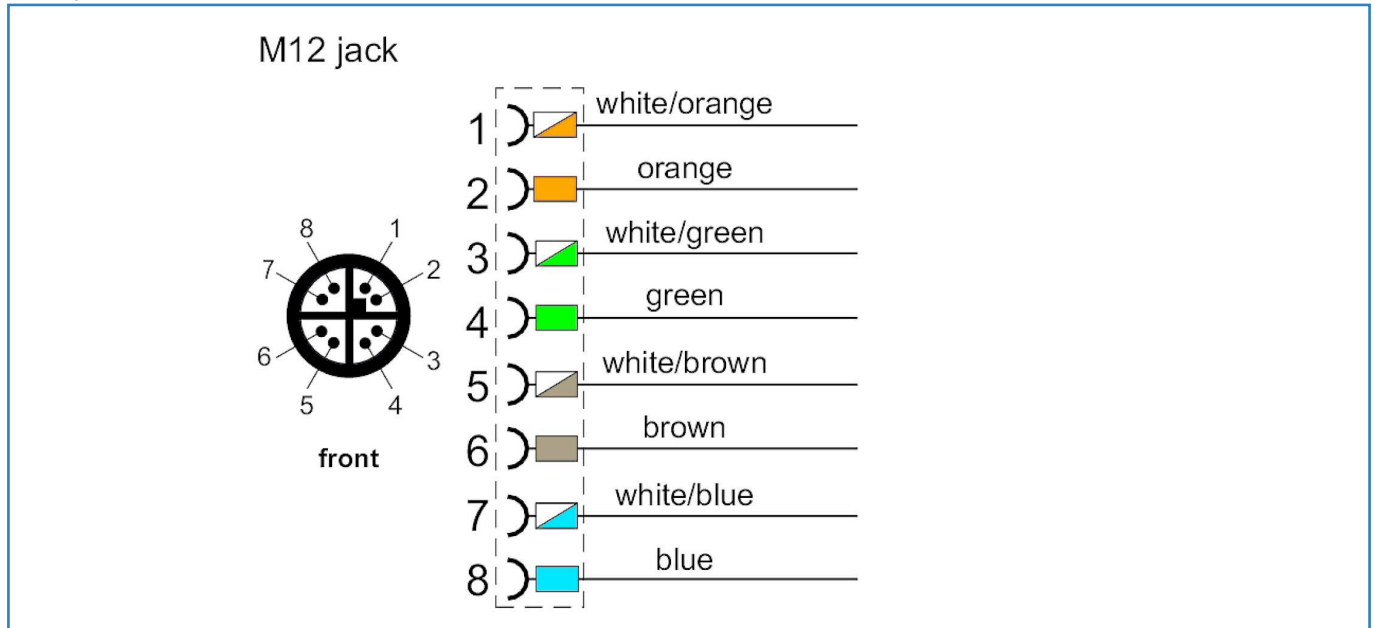 M12 jack
1 white/orange
2 orange
3 white/green
4 green
5 white/brown
6 brown
7 white/blue
8 blue
8 1
7 2
6 3
5 4
front